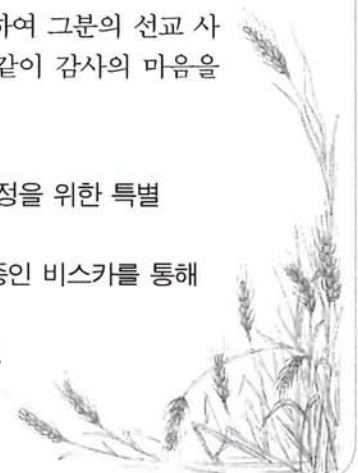 하여 그분의 선교 사
같이 감사의 마음을
정을 위한 특별
중인 비스카를 통해